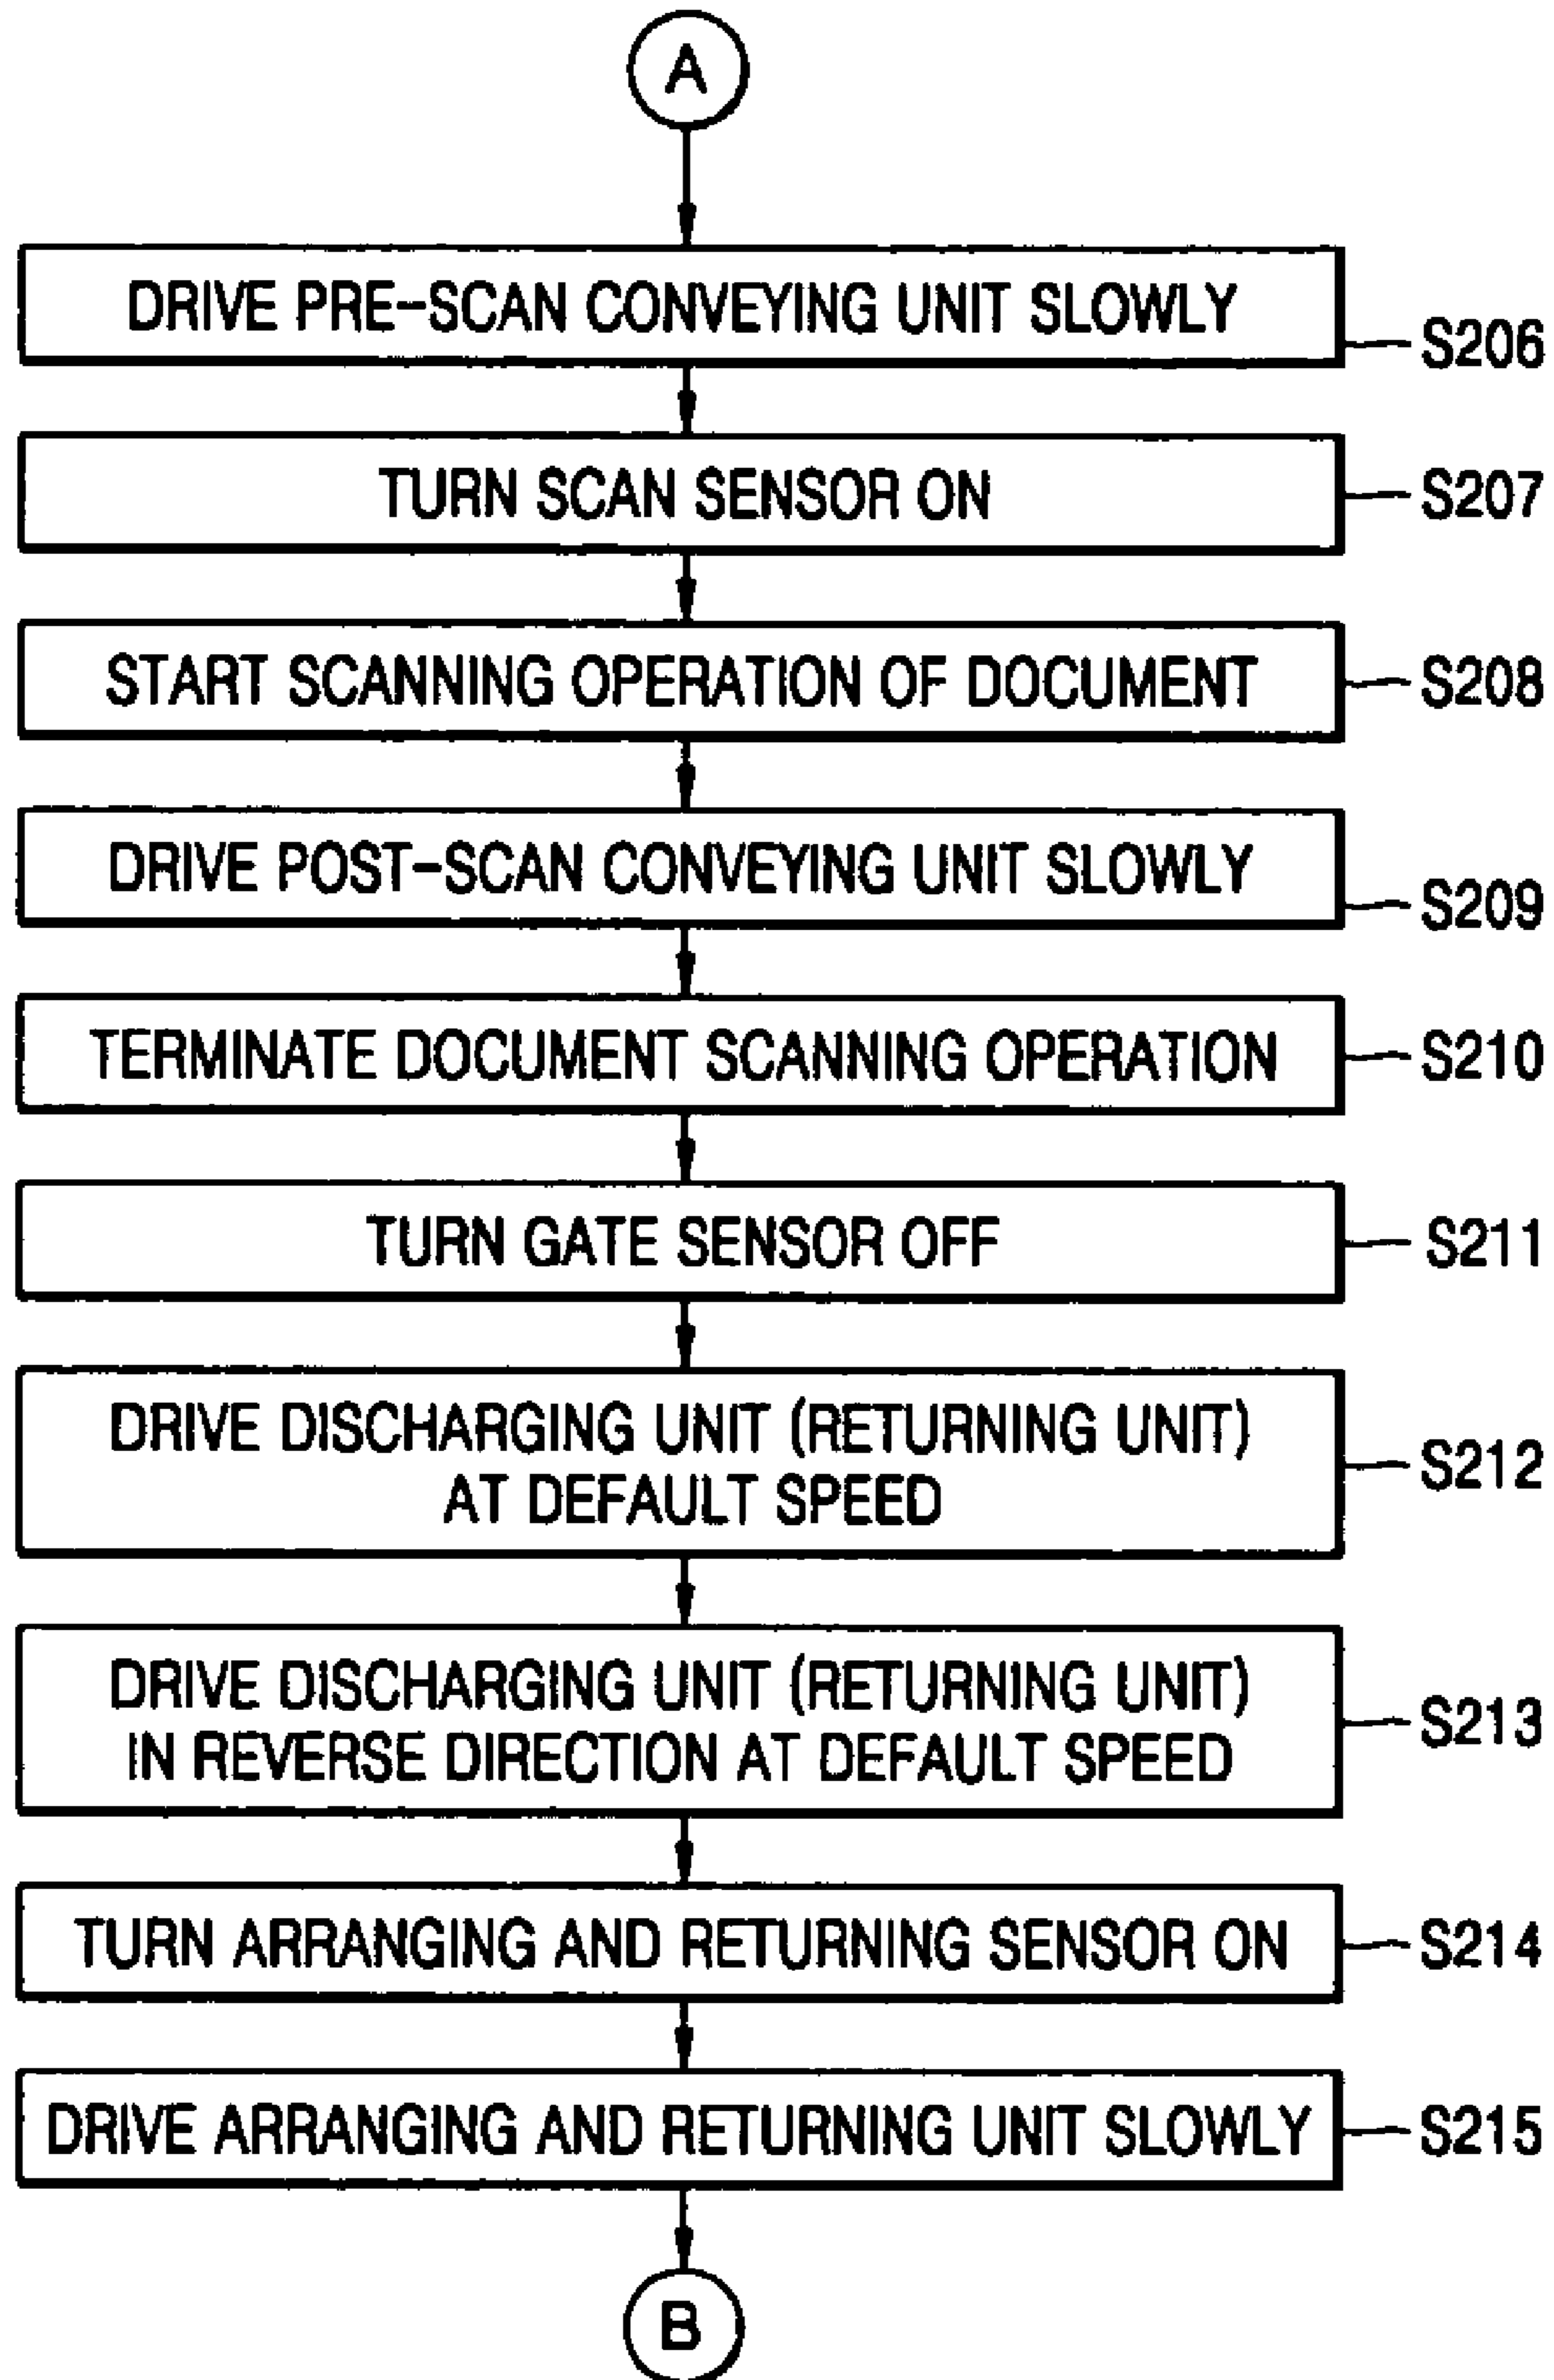 A
DRIVE PRE-SCAN CONVEYING UNIT SLOWLY
S206
TURN SCAN SENSOR ON
S207
START SCANNING OPERATION OF DOCUMENT
S208
DRIVE POST-SCAN CONVEYING UNIT SLOWLY
S209
TERMINATE DOCUMENT SCANNING OPERATION
S210
TURN GATE SENSOR OFF
S211
DRIVE DISCHARGING UNIT (RETURNING UNIT)
AT DEFAULT SPEED
S212
DRIVE DISCHARGING UNIT (RETURNING UNIT)
IN REVERSE DIRECTION AT DEFAULT SPEED
S213
TURN ARRANGING AND RETURNING SENSOR ON
S214
DRIVE ARRANGING AND RETURNING UNIT SLOWLY
S215
B